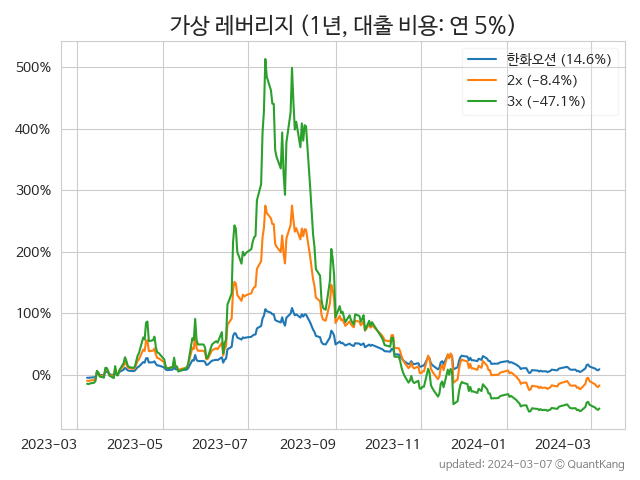 가상 레버리지 (1년, 대출 비용: 연 5%)
한화오션 (14.6%)
2x (−8.4%)
3x (−47.1%)
500%
400%
300%
200%
100%
0%
2023-03 2023-05 2023-07 2023-09 2023-11 2024-01 2024-03
updated: 2024-03-07 © QuantKang